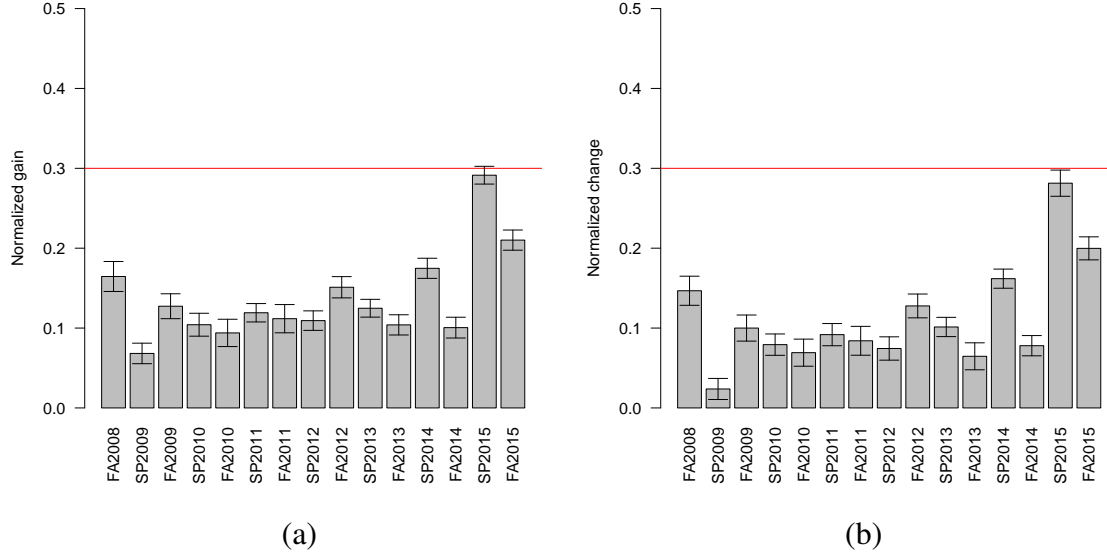 0.5
0.4
0.3
0.2
0.1
0.0
Normalized gain
FA2008
SP2009
FA2009
SP2010
FA2010
SP2011
FA2011
SP2012
FA2012
SP2013
FA2013
SP2014
FA2014
SP2015
FA2015
(a)
0.5
0.4
0.3
0.2
0.1
0.0
Normalized change
FA2008
SP2009
FA2009
SP2010
FA2010
SP2011
FA2011
SP2012
FA2012
SP2013
FA2013
SP2014
FA2014
SP2015
FA2015
(b)